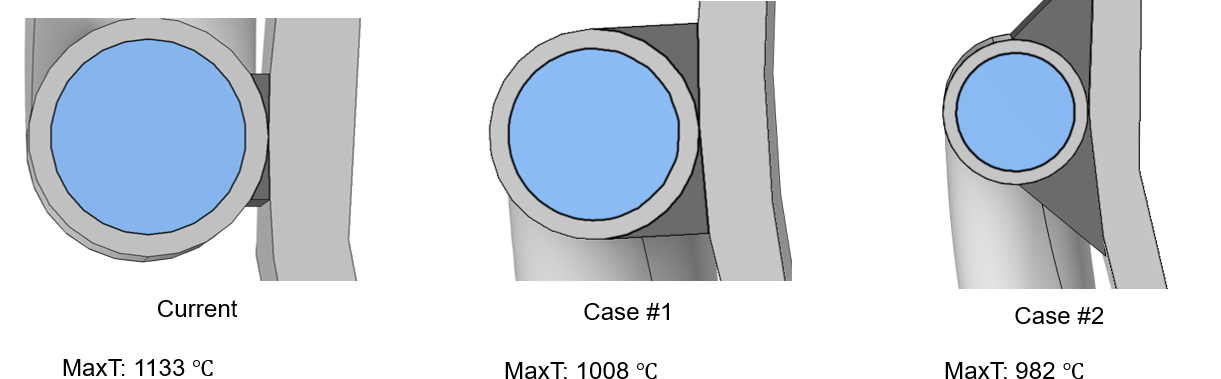 Current
Case #1
Case #2
MaxT: 1133 ℃
MaxT: 1008 ℃
MaxT: 982 ℃